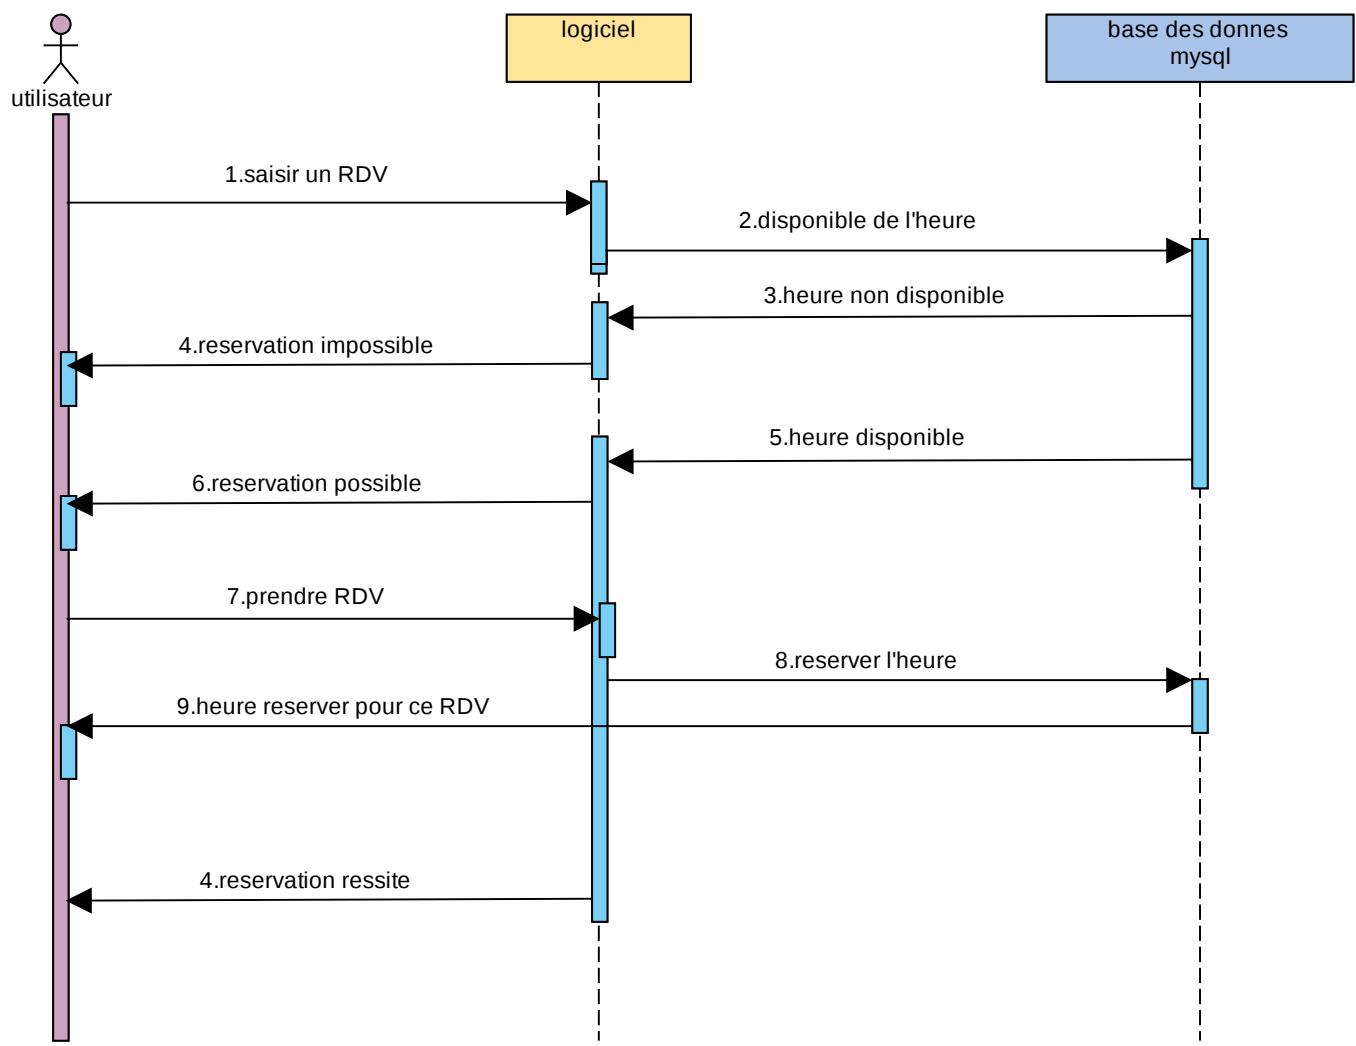 logiciel
base des donnes
mysql
utilisateur
1.saisir un RDV
2.disponible de l'heure
3.heure non disponible
4.reservation impossible
5.heure disponible
6.reservation possible
7.prendre RDV
8.reserver l'heure
9.heure reserver pour ce RDV
4.reservation ressite